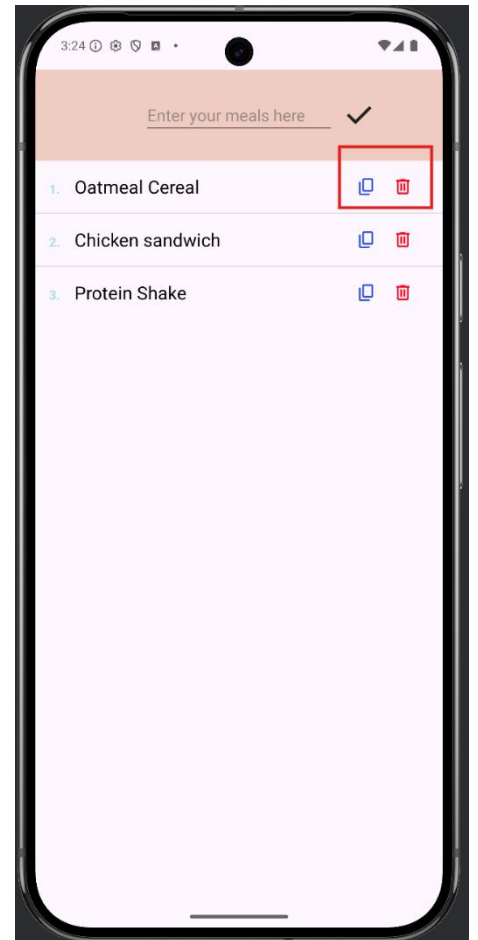 3:24
Enter your meals here
1. Oatmeal Cereal
2. Chicken sandwich
3. Protein Shake